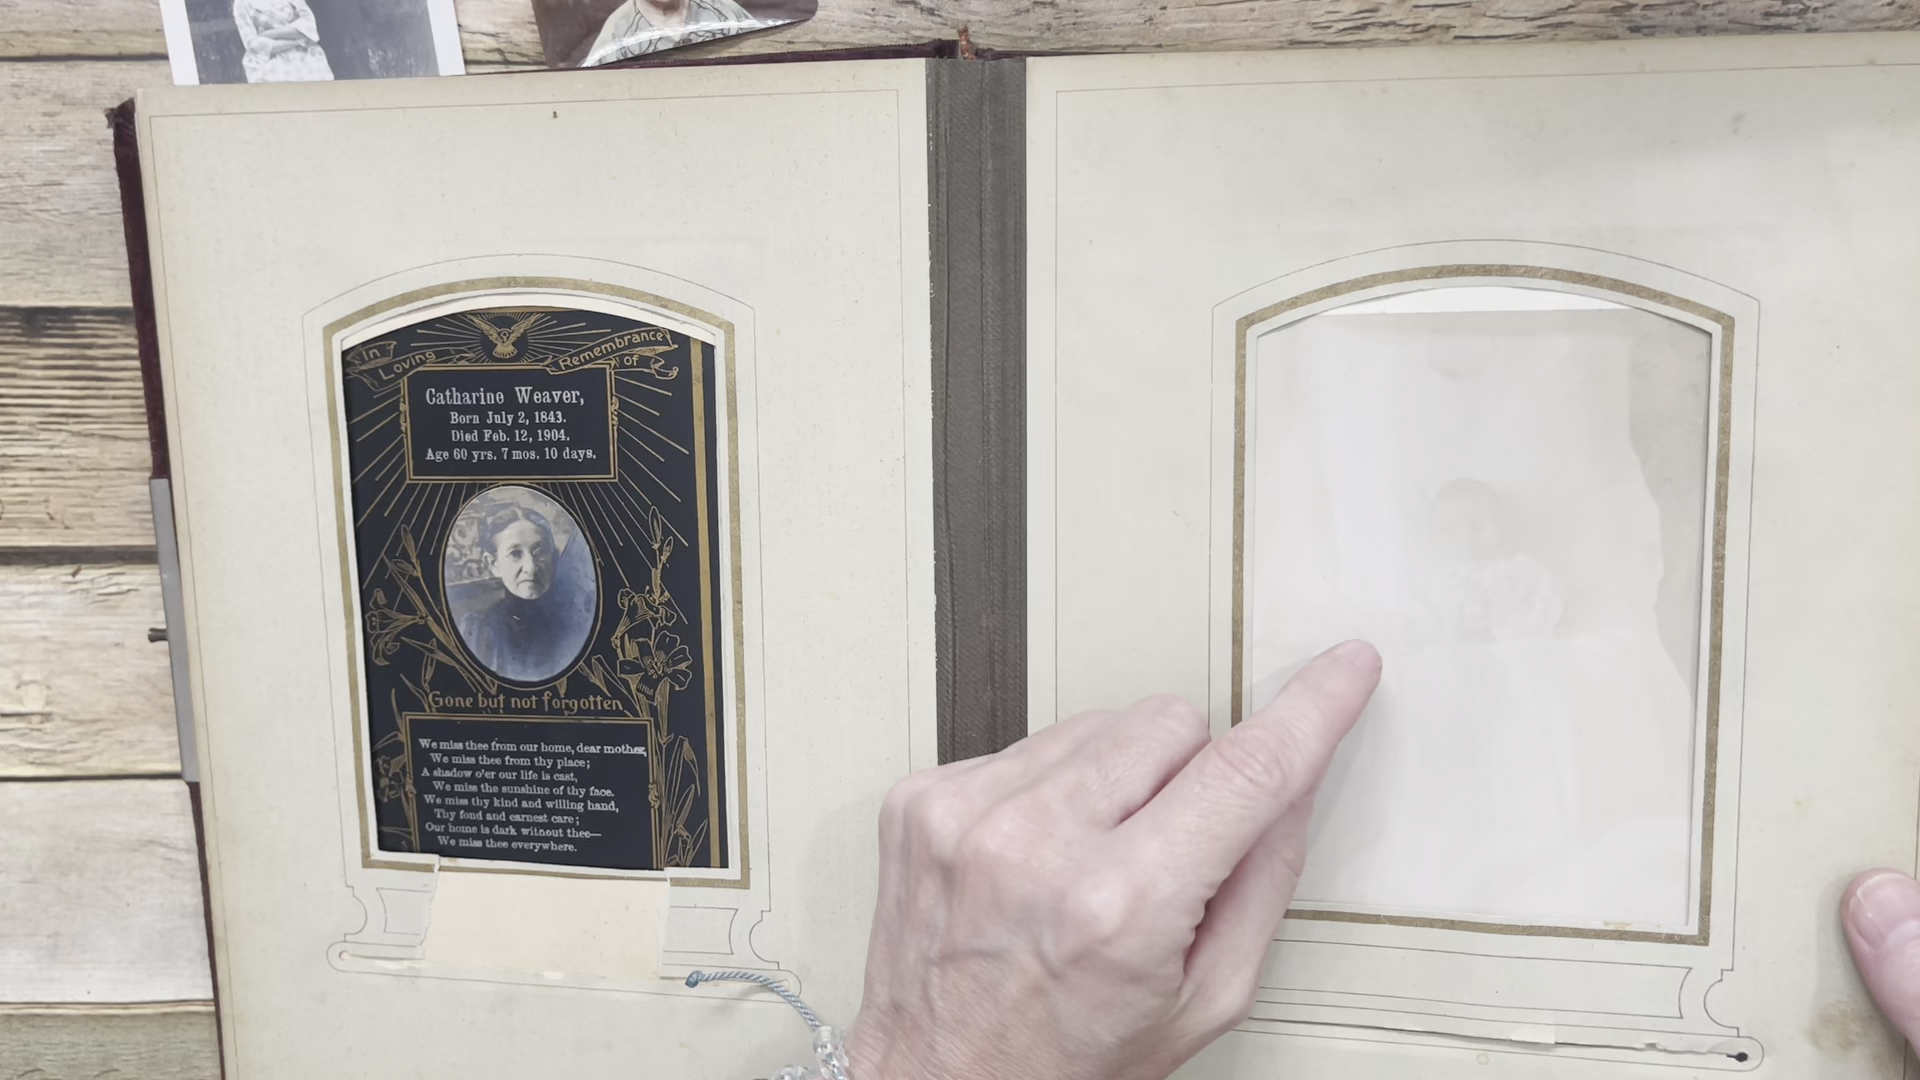 In Loving Remembrance of
Catharine Weaver,
Born July 2, 1843.
Died Feb. 12, 1904.
Age 60 yrs. 7 mos. 10 days.
Gone but not forgotten
We miss thee from our home, dear mother,
We miss thee from thy place;
A shadow o'er our life is cast,
We miss the sunshine of thy face.
We miss thy kind and willing hand,
Thy fond and earnest care;
Our home is dark without thee—
We miss thee everywhere.